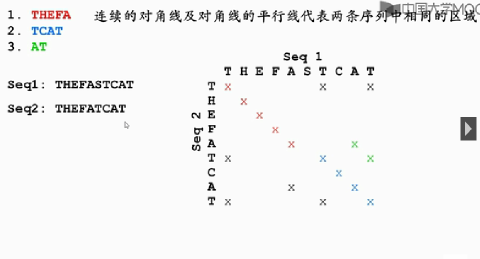 中国大学MOOC
1. THEFA 连续的对角线及对角线的平行线代表两条序列中相同的区域
2. TCAT
3. AT
Seq 1
T H E F A S T C A T
Seq1: THEFASTCAT
Seq2: THEFATCAT
Seq 2
T x x x
H x
E x
F x
A x x
T x x x
C x
A x x
T x x x